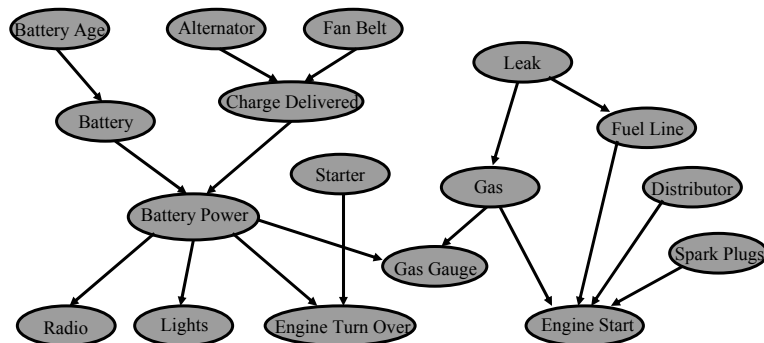 Battery Age
Alternator
Fan Belt
Leak
Charge Delivered
Battery
Fuel Line
Starter
Gas
Distributor
Battery Power
Spark Plugs
Gas Gauge
Radio
Lights
Engine Turn Over
Engine Start